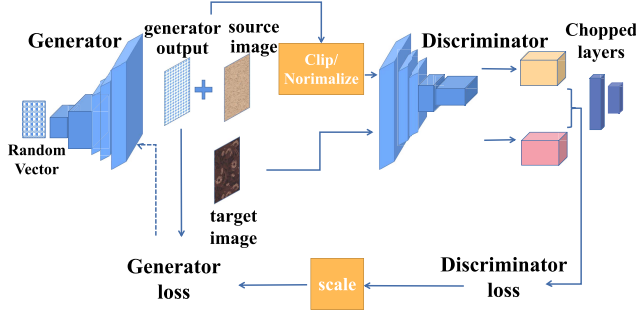 Generator
generator
output
source
image
Clip/
Norimalize
Discriminator
Chopped
layers
Random
Vector
target
image
Generator
loss
scale
Discriminator
loss